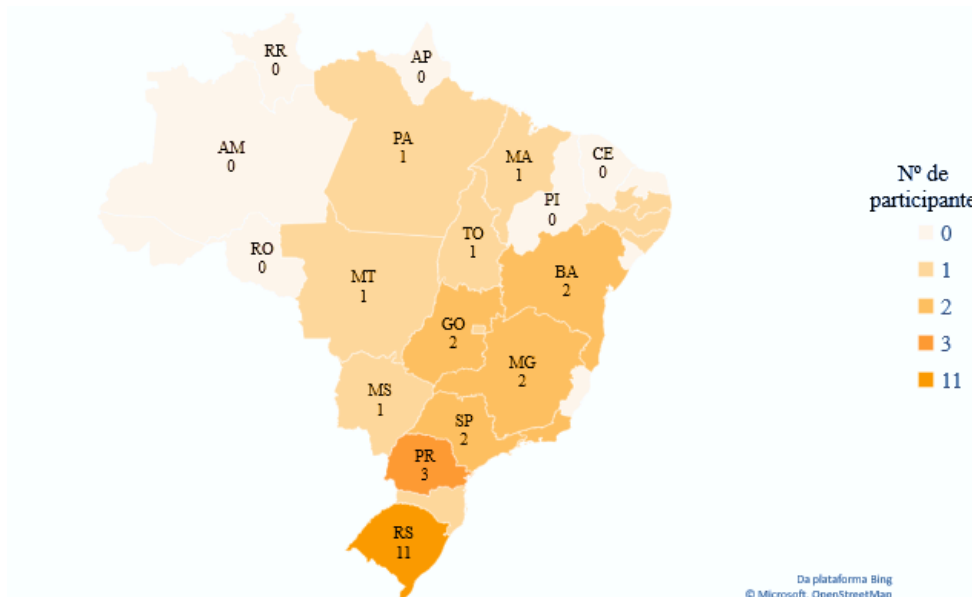 RR
0
AP
0
AM
0
PA
1
MA
1
CE
0
PI
0
RO
0
TO
1
MT
1
BA
2
GO
2
MG
2
MS
1
SP
2
PR
3
RS
11
Nº de
participante
0
1
2
3
11
Da plataforma Bing
© Microsoft, OpenStreetMap